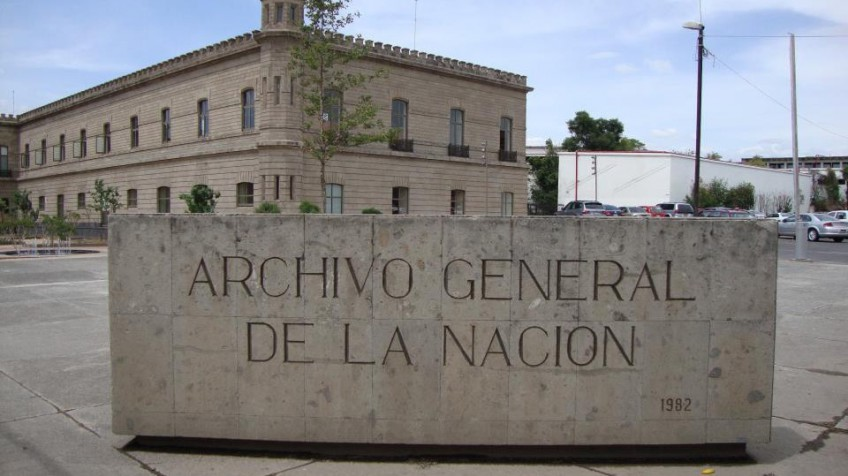 ARCHIVO GENERAL
DE LA NACION
1982